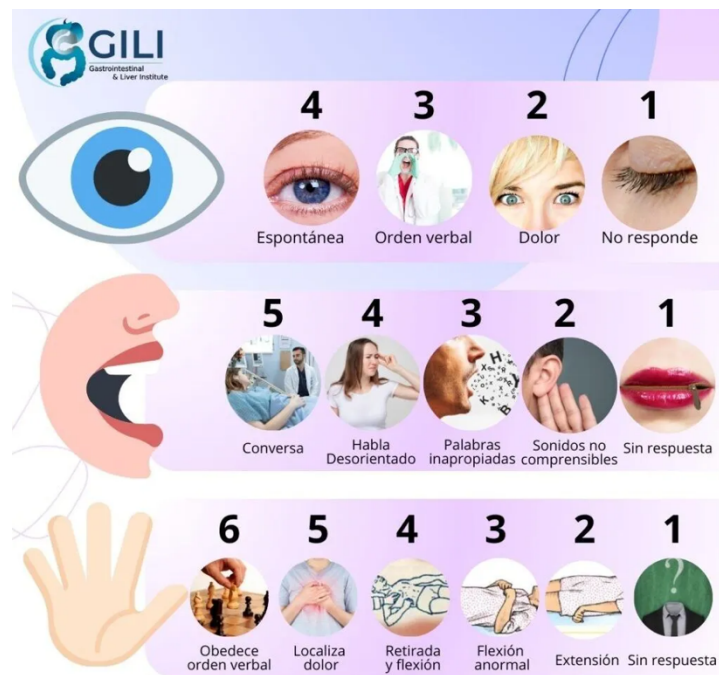 GILI
Gastrointestinal
& Liver Institute
4 3 2 1
Espontánea Orden verbal Dolor No responde
5 4 3 2 1
Conversa
Habla
Desorientado
Palabras
inapropiadas
Sonidos no
comprensibles
Sin respuesta
6 5 4 3 2 1
Obedece
orden verbal
Localiza
dolor
Retirada
y flexión
Flexión
anormal
Extensión
Sin respuesta